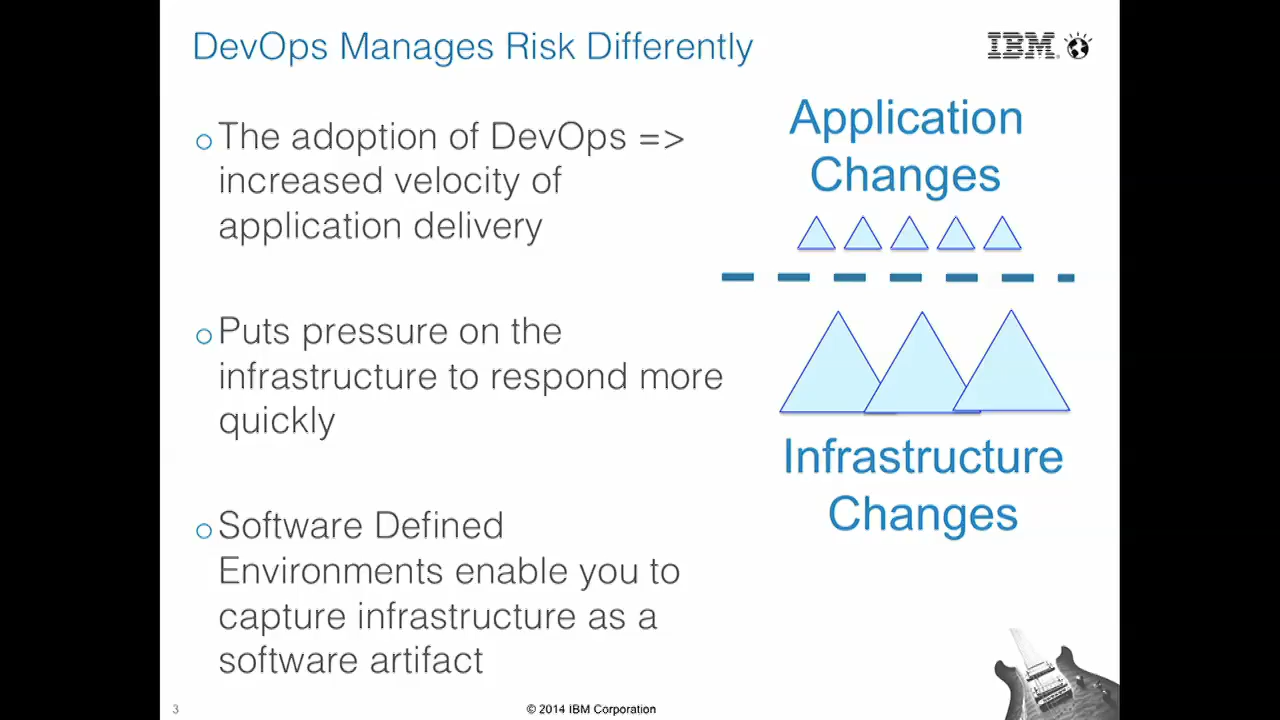 DevOps Manages Risk Differently
IBM
The adoption of DevOps =>
increased velocity of
application delivery
Puts pressure on the
infrastructure to respond more
quickly
Software Defined
Environments enable you to
capture infrastructure as a
software artifact
Application
Changes
Infrastructure
Changes
3
© 2014 IBM Corporation